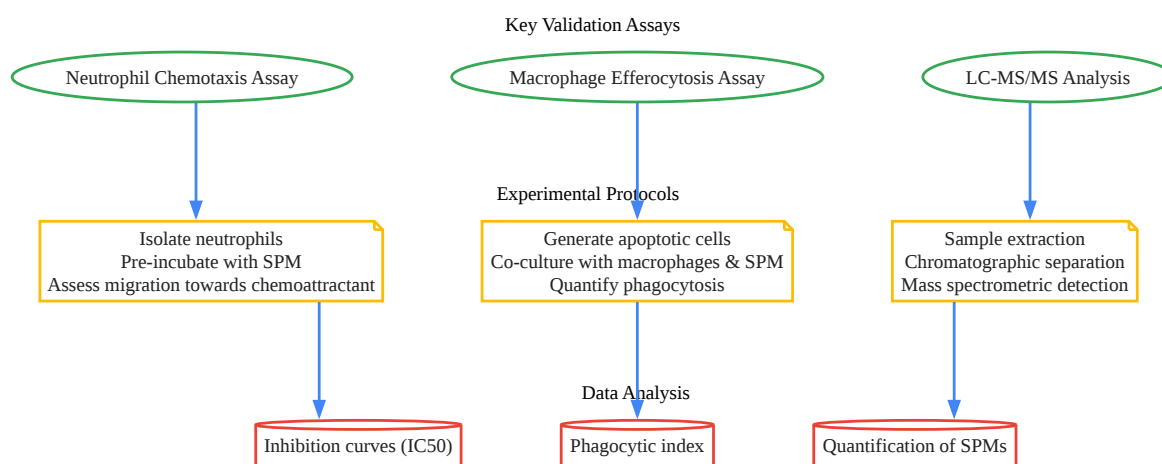 Key Validation Assays
Neutrophil Chemotaxis Assay
Macrophage Efferocytosis Assay
LC-MS/MS Analysis
Experimental Protocols
Isolate neutrophils
Pre-incubate with SPM
Assess migration towards chemoattractant
Generate apoptotic cells
Co-culture with macrophages & SPM
Quantify phagocytosis
Sample extraction
Chromatographic separation
Mass spectrometric detection
Data Analysis
Inhibition curves (IC50)
Phagocytic index
Quantification of SPMs